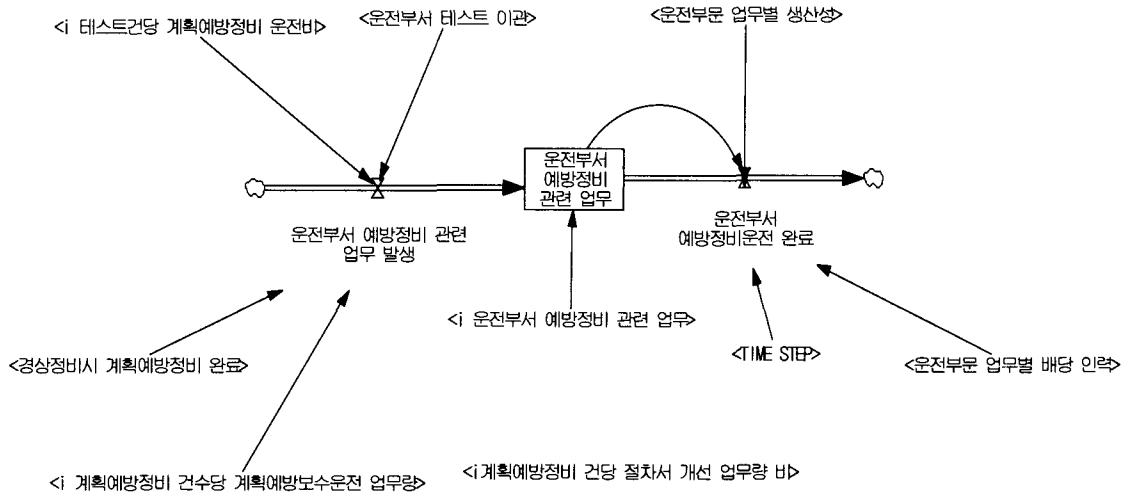 <i 테스트건당 계획예방정비 운전비>
<운전부서 테스트 이관>
<운전부문 업무별 생산성>
운전부서
예방정비
관련 업무
운전부서 예방정비 관련
업무 발생
운전부서
예방정비운전 완료
<i 운전부서 예방정비 관련 업무>
<경상정비시 계획예방정비 완료>
<TIME STEP>
<운전부문 업무별 배당 인력>
<i 계획예방정비 건수당 계획예방보수운전 업무량>
<i계획예방정비 건당 절차서 개선 업무량 비>